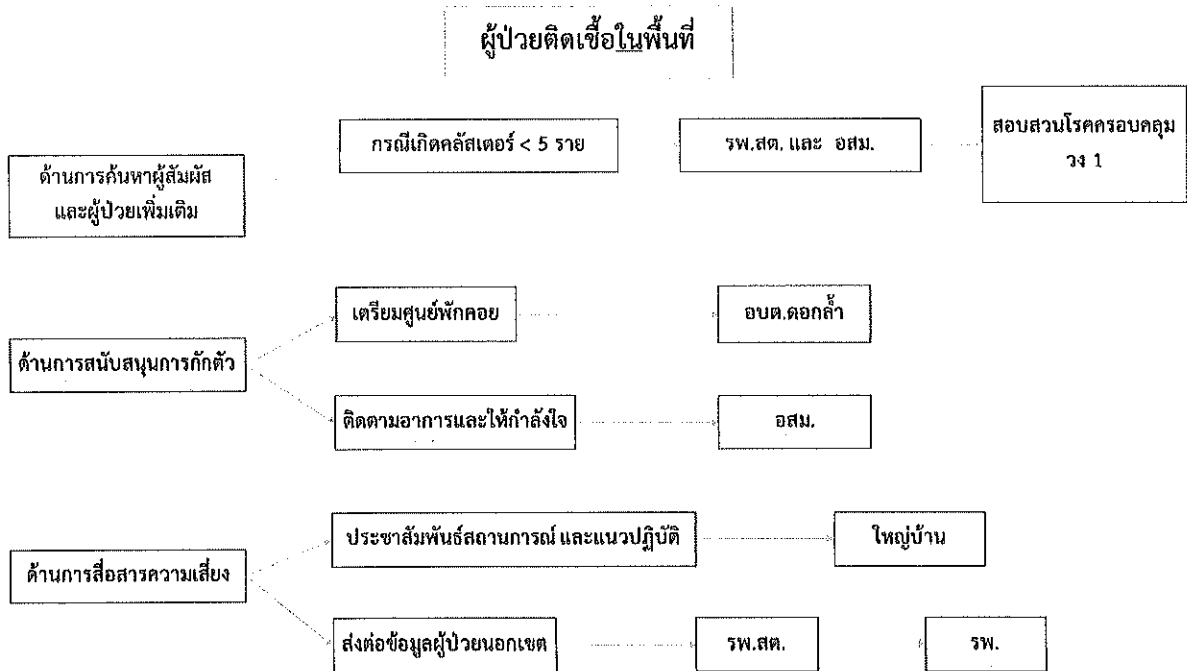 ผู้ป่วยติดเชื้อในพื้นที่
กรณีเกิดคลัสเตอร์ < 5 ราย
รพ.สต. และ อสม.
สอบสวนโรคครอบคลุม
วง 1
ด้านการค้นหาผู้สัมผัส
และผู้ป่วยเพิ่มเติม
เตรียมศูนย์พักคอย
อบต.ดอกล้ำ
ด้านการสนับสนุนการกักตัว
ติดตามอาการและให้กำลังใจ
อสม.
ประชาสัมพันธ์สถานการณ์ และแนวปฏิบัติ
ใหญ่บ้าน
ด้านการสื่อสารความเสี่ยง
ส่งต่อข้อมูลผู้ป่วยนอกเขต
รพ.สต.
รพ.